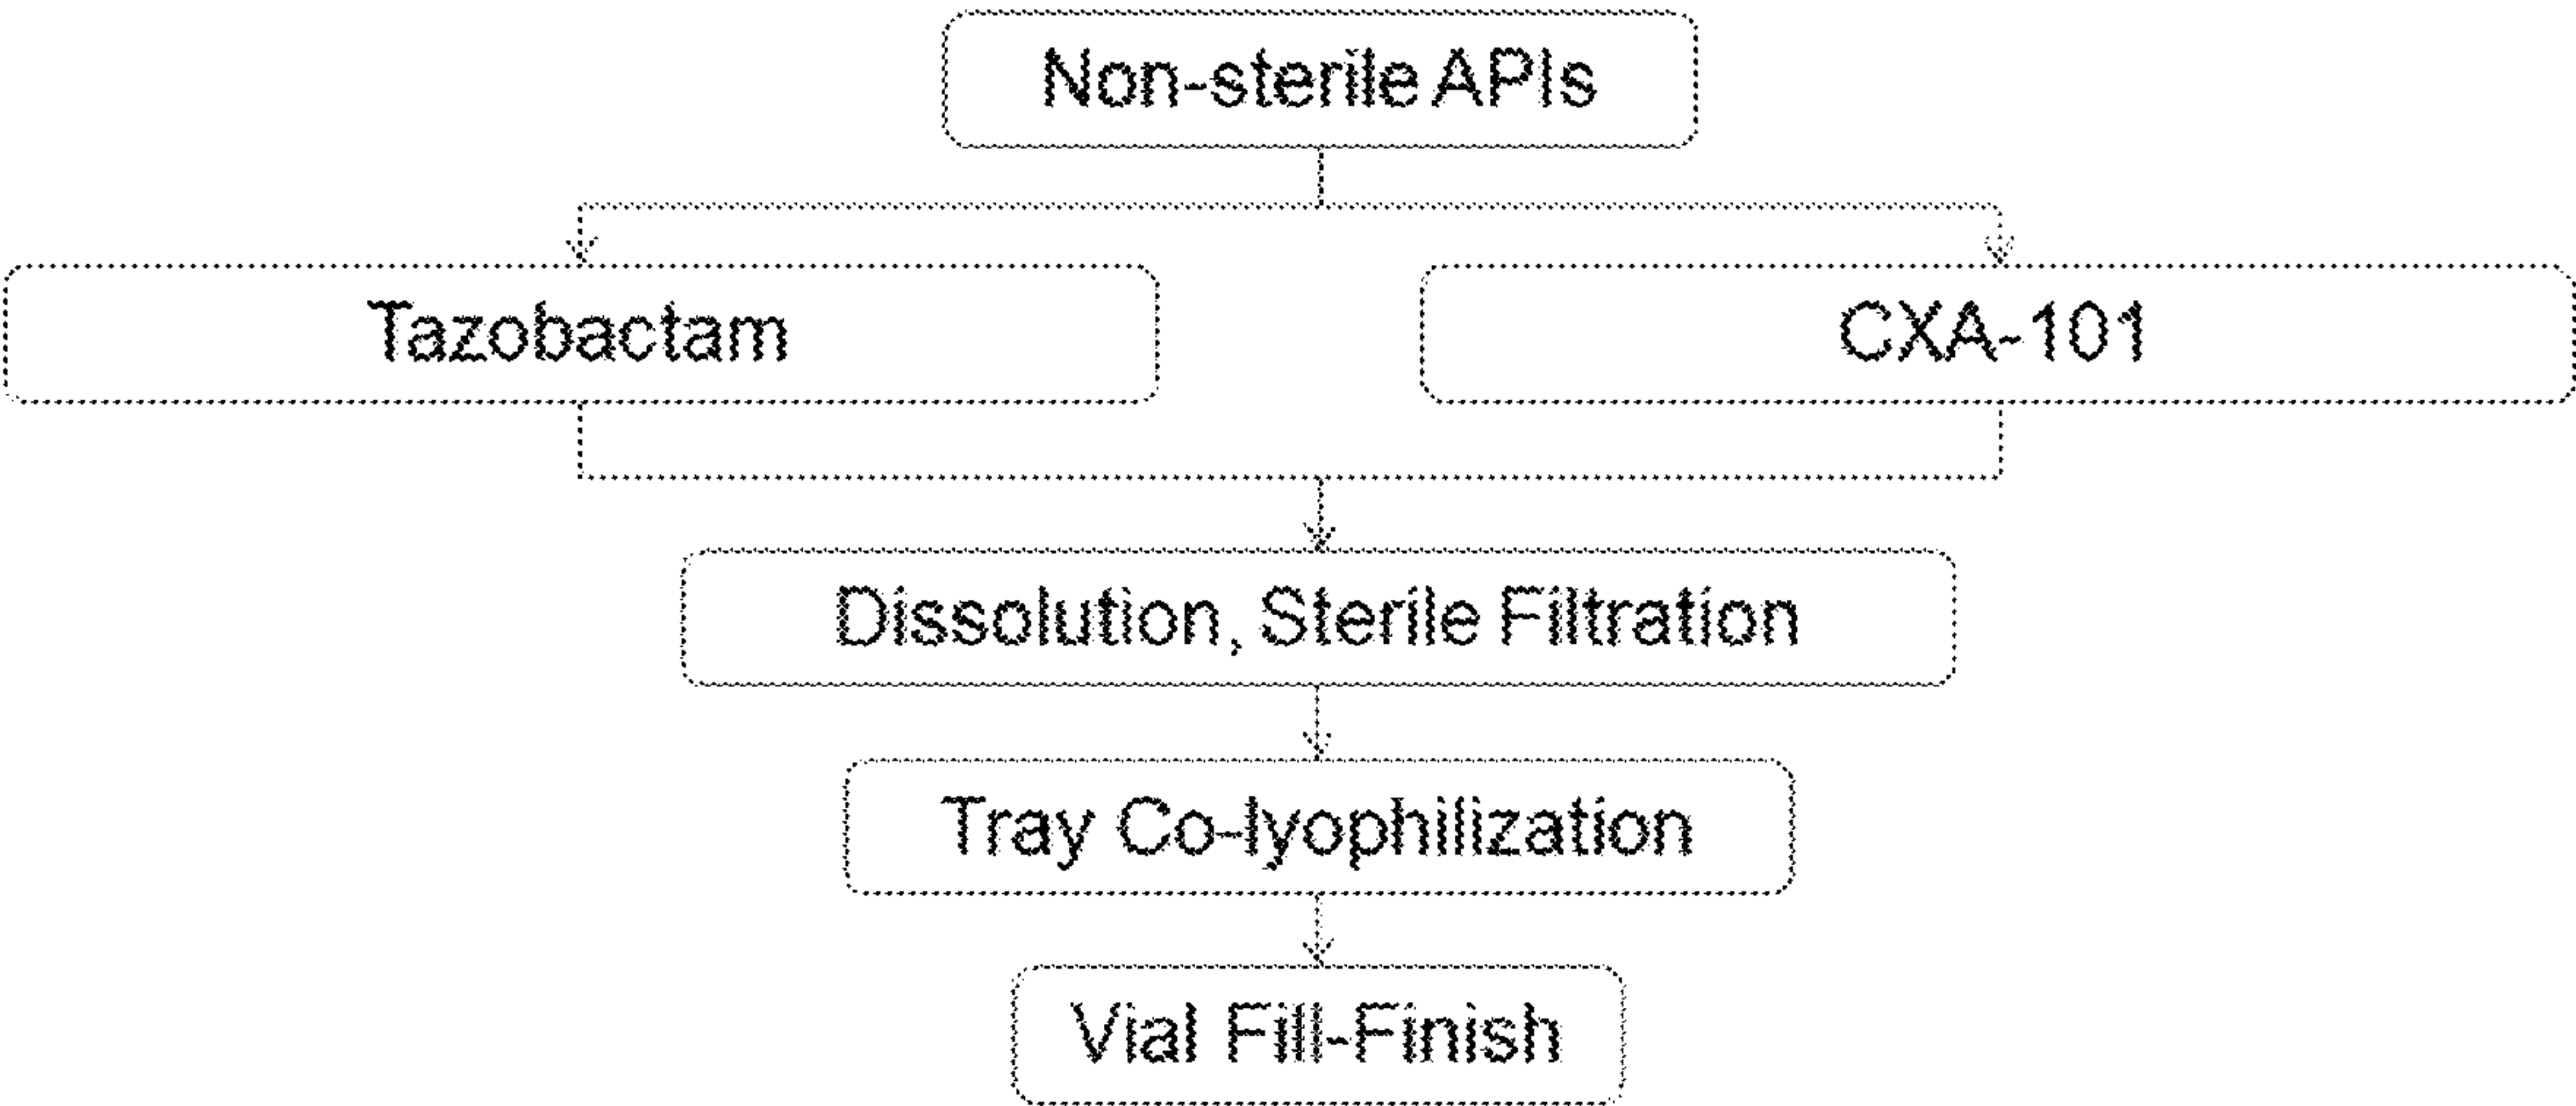 Non-sterile APIs
Tazobactam
CXA-101
Dissolution, Sterile Filtration
Tray Co-lyophilization
Vial Fill-Finish